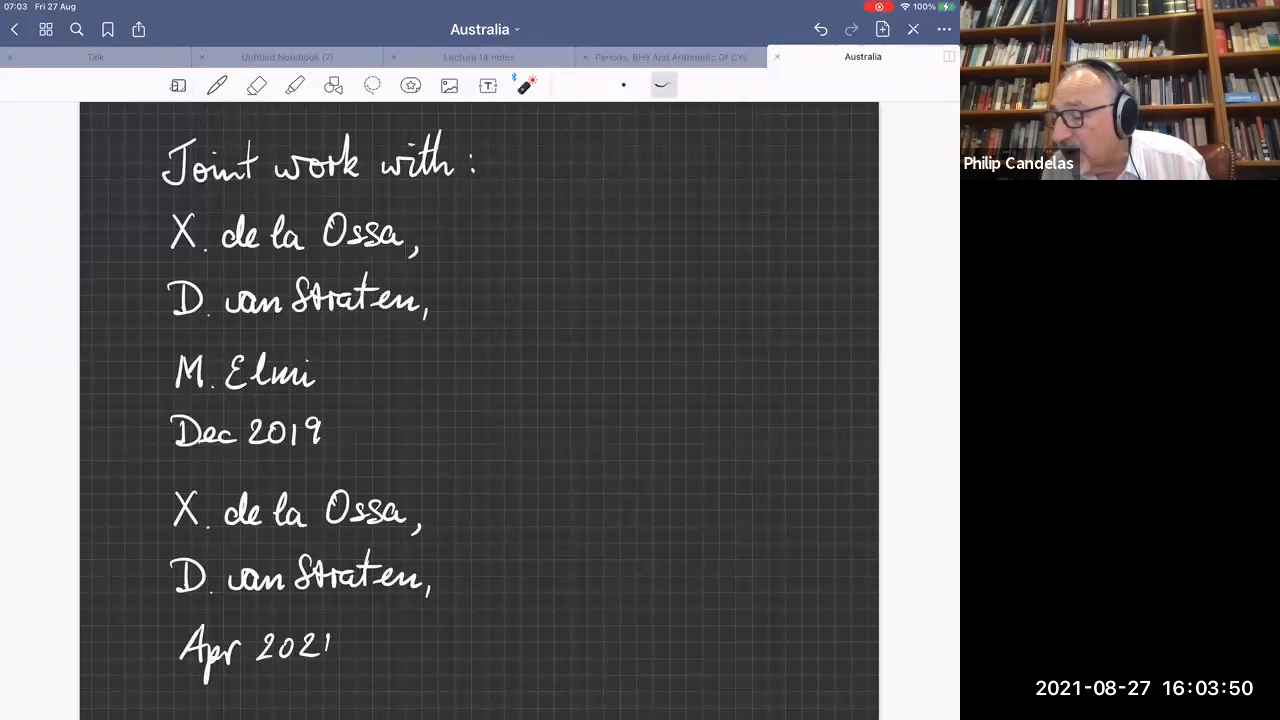 07:03 Fri 27 Aug
100%
Australia
Talk
Untitled Notebook (7)
Lecture 14 notes
Periods, BHs And Arithmetic Of CYs
Australia
Joint work with:
X. de la Ossa,
D. van Straten,
M. Elmi
Dec 2019
X. de la Ossa,
D. van Straten,
Apr 2021
Philip Candelas
2021-08-27 16:03:50